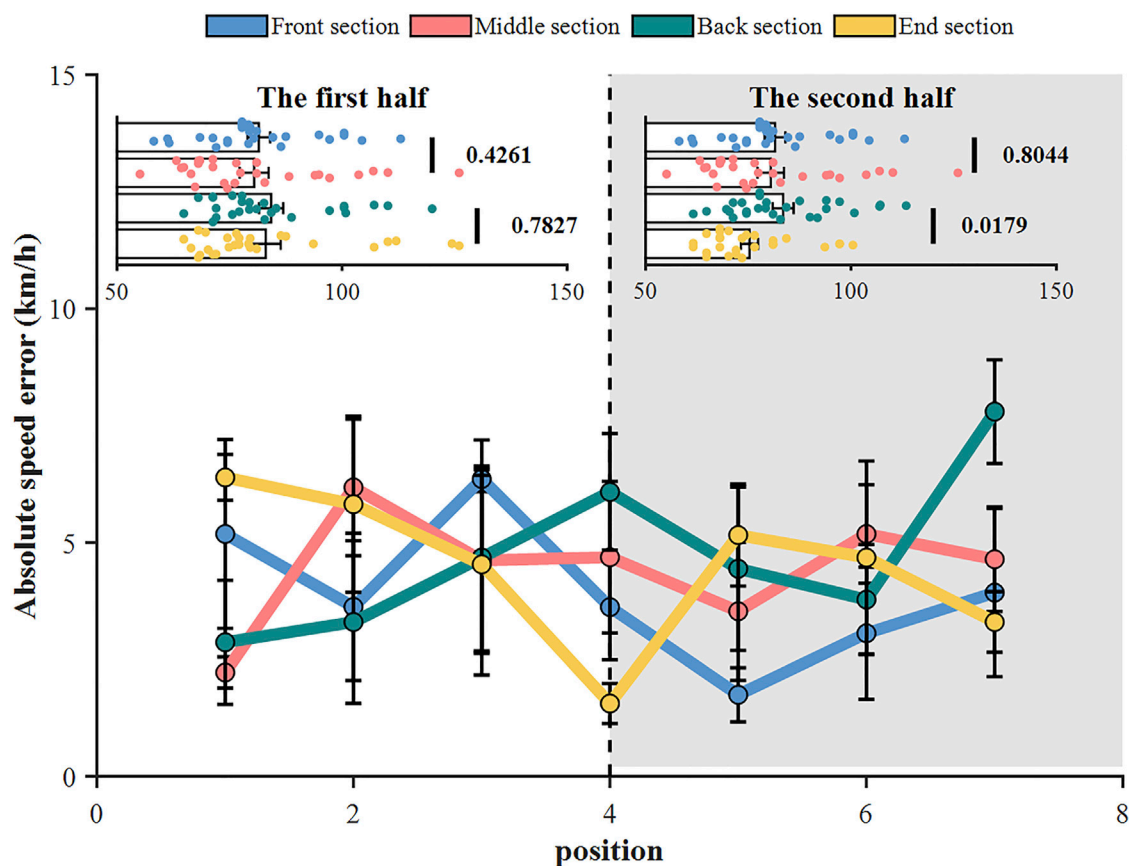 Front section Middle section Back section End section
15
The first half The second half
0.4261 0.8044
0.7827 0.0179
50 100 150 50 100 150
10
Absolute speed error (km/h)
5
0
0 2 4 6 8
position